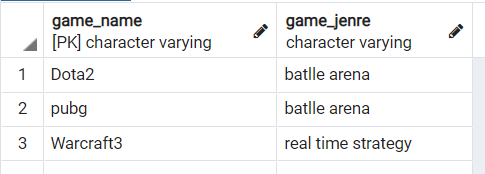 game_name game_jenre
[PK] character varying character varying
1 Dota2 batlle arena
2 pubg batlle arena
3 Warcraft3 real time strategy